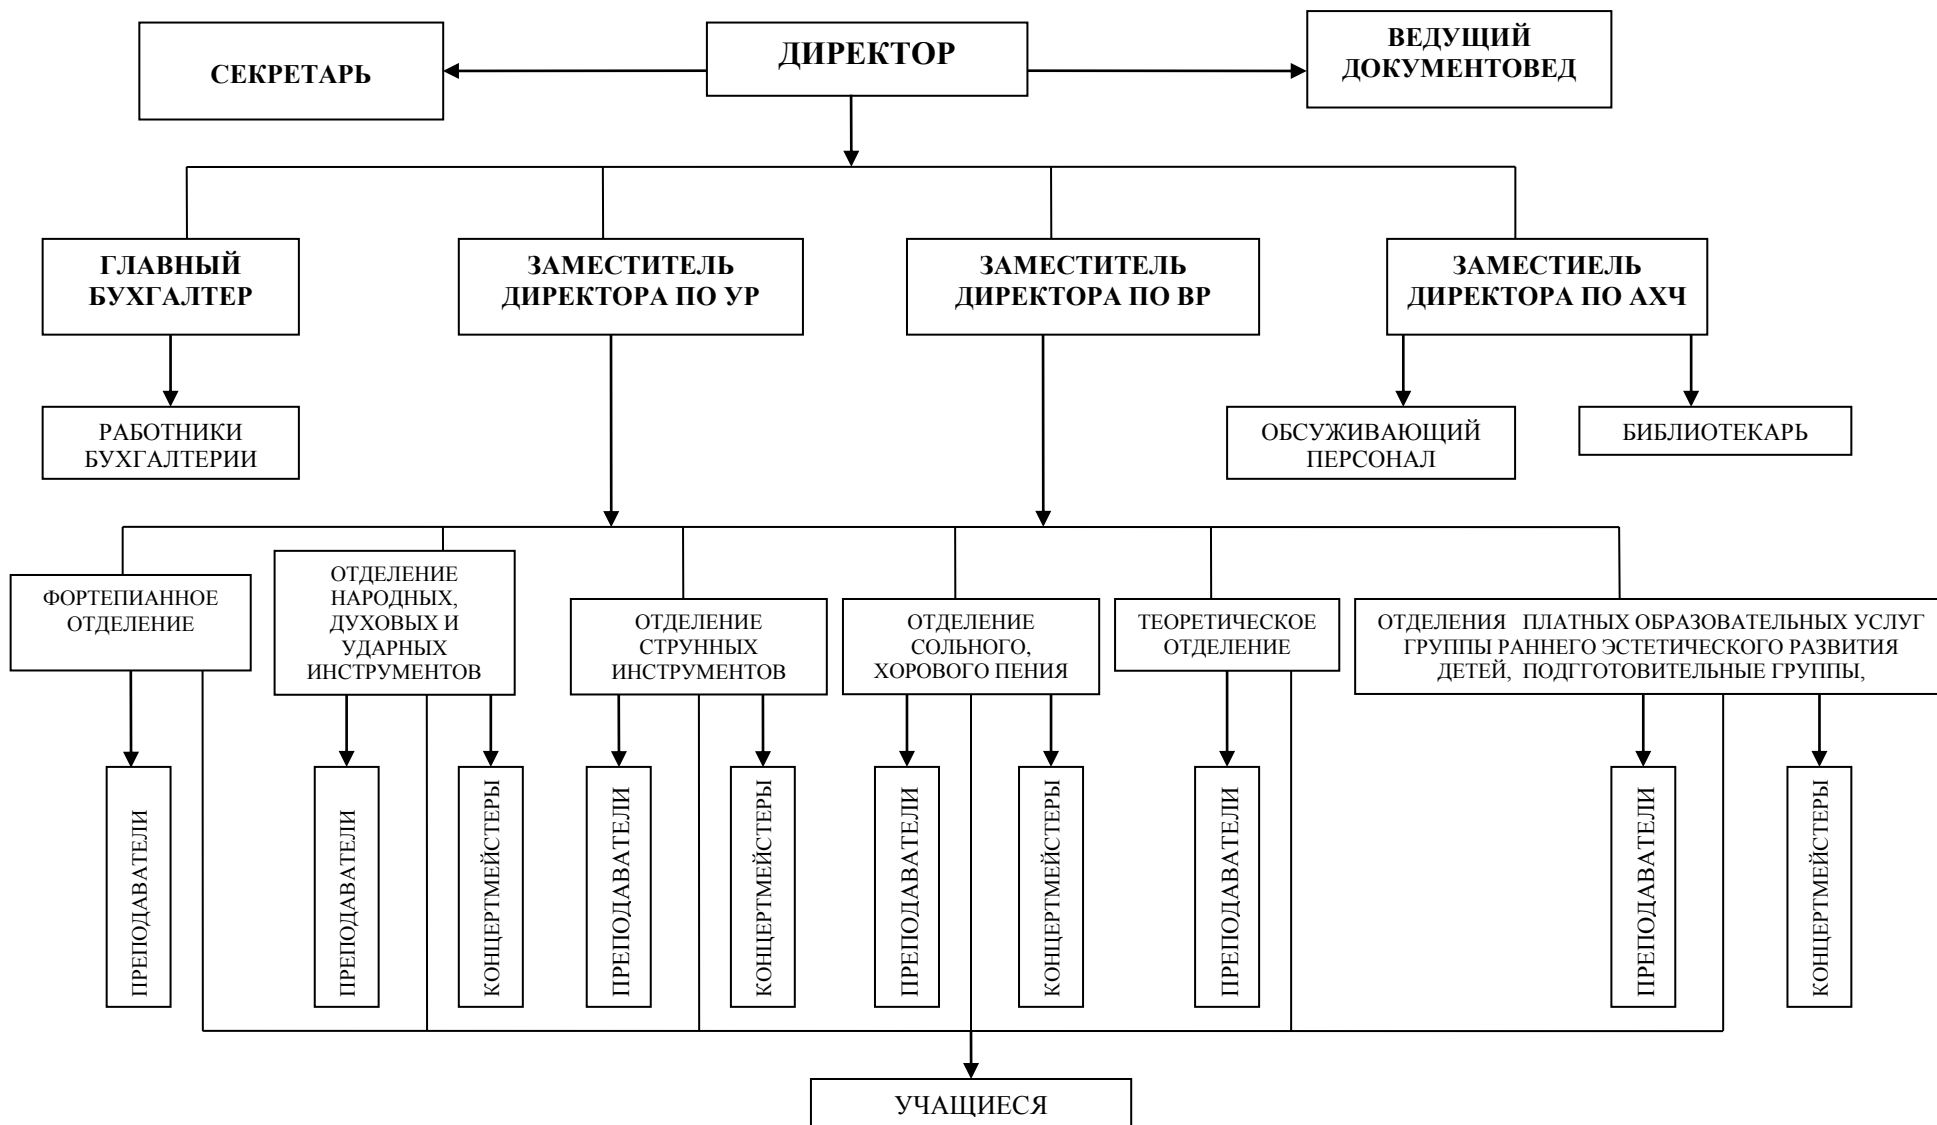 СЕКРЕТАРЬ
ДИРЕКТОР
ВЕДУЩИЙ
ДОКУМЕНТОВЕД
ГЛАВНЫЙ
БУХГАЛТЕР
ЗАМЕСТИТЕЛЬ
ДИРЕКТОРА ПО УР
ЗАМЕСТИТЕЛЬ
ДИРЕКТОРА ПО ВР
ЗАМЕСТИЕЛЬ
ДИРЕКТОРА ПО АХЧ
РАБОТНИКИ
БУХГАЛТЕРИИ
ОБСУЖИВАЮЩИЙ
ПЕРСОНАЛ
БИБЛИОТЕКАРЬ
ФОРТЕПИАННОЕ
ОТДЕЛЕНИЕ
ОТДЕЛЕНИЕ
НАРОДНЫХ,
ДУХОВЫХ И
УДАРНЫХ
ИНСТРУМЕНТОВ
ОТДЕЛЕНИЕ
СТРУННЫХ
ИНСТРУМЕНТОВ
ОТДЕЛЕНИЕ
СОЛЬНОГО,
ХОРОВОГО ПЕНИЯ
ТЕОРЕТИЧЕСКОЕ
ОТДЕЛЕНИЕ
ОТДЕЛЕНИЯ ПЛАТНЫХ ОБРАЗОВАТЕЛЬНЫХ УСЛУГ
ГРУППЫ РАННЕГО ЭСТЕТИЧЕСКОГО РАЗВИТИЯ
ДЕТЕЙ, ПОДГГОТОВИТЕЛЬНЫЕ ГРУППЫ,
ПРЕПОДАВАТЕЛИ
ПРЕПОДАВАТЕЛИ
КОНЦЕРТМЕЙСТЕРЫ
ПРЕПОДАВАТЕЛИ
КОНЦЕРТМЕЙСТЕРЫ
ПРЕПОДАВАТЕЛИ
КОНЦЕРТМЕЙСТЕРЫ
ПРЕПОДАВАТЕЛИ
ПРЕПОДАВАТЕЛИ
КОНЦЕРТМЕЙСТЕРЫ
УЧАЩИЕСЯ